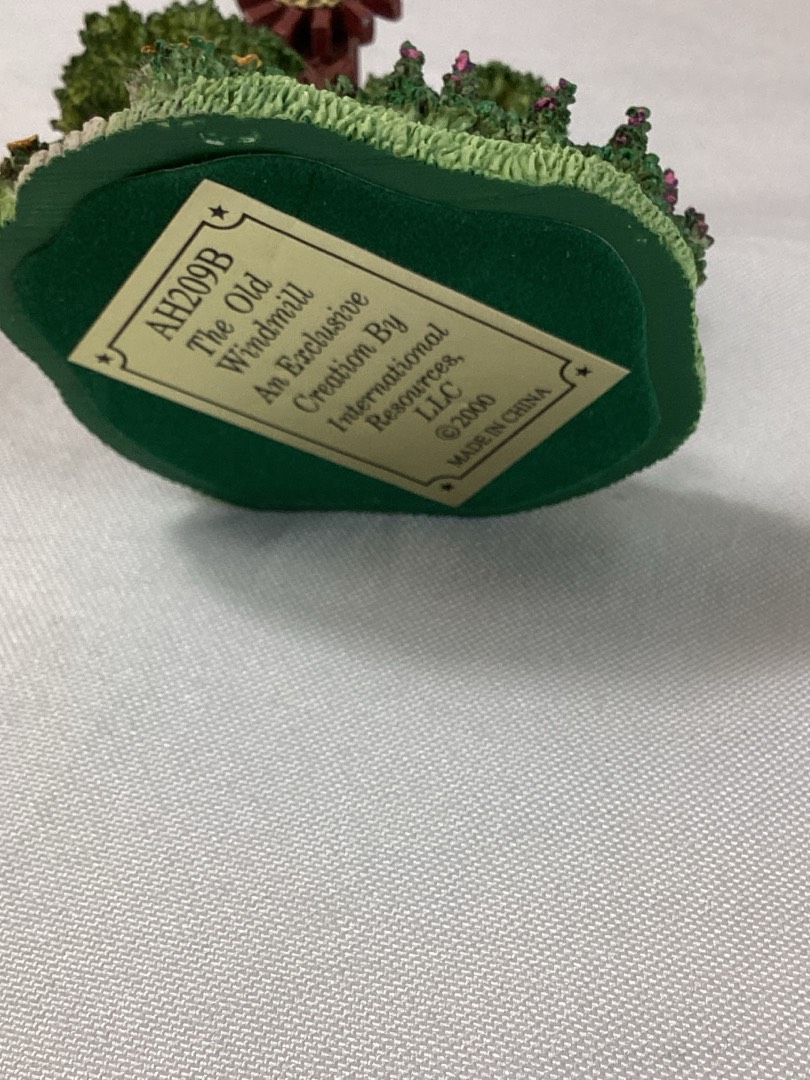 AH209B
The Old
Windmill
An Exclusive
Creation By
International
Resources,
LLC
©2000
MADE IN CHINA